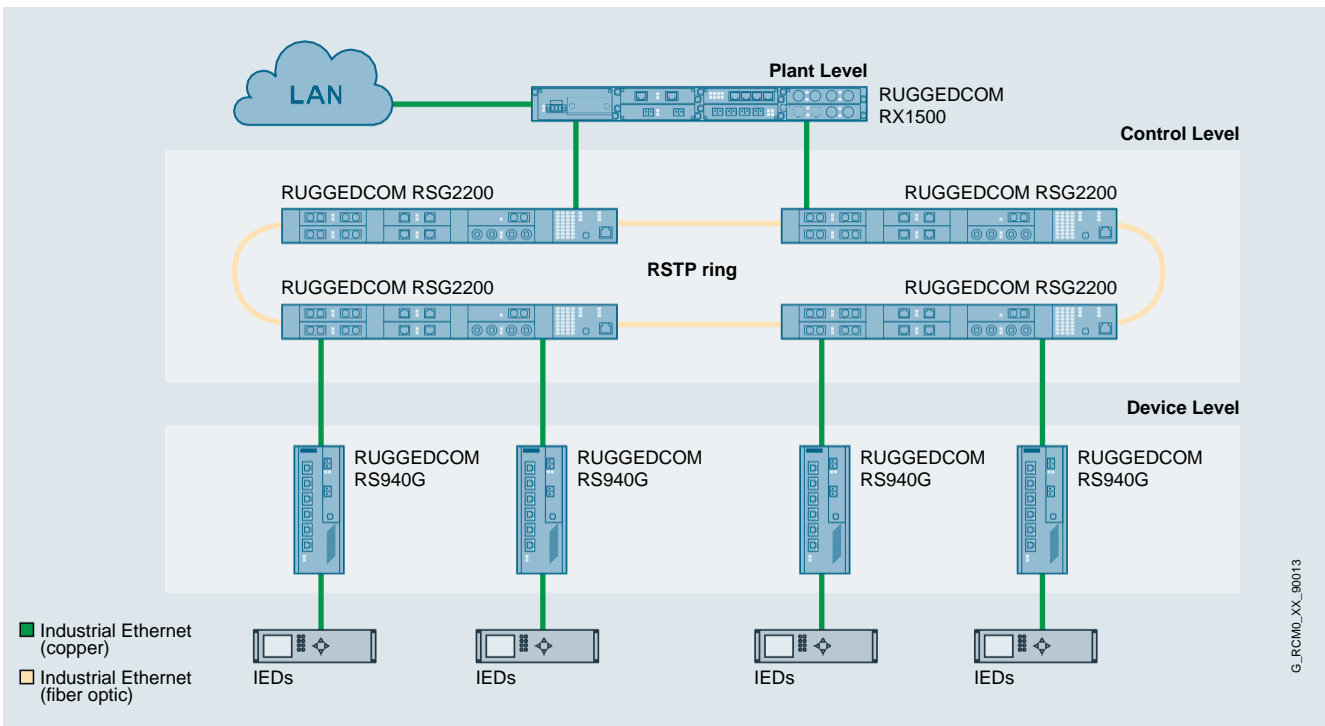 LAN
Plant Level
RUGGEDCOM
RX1500
Control Level
RUGGEDCOM RSG2200
RUGGEDCOM RSG2200
RSTP ring
RUGGEDCOM RSG2200
RUGGEDCOM RSG2200
Device Level
RUGGEDCOM
RS940G
RUGGEDCOM
RS940G
RUGGEDCOM
RS940G
RUGGEDCOM
RS940G
IEDs
IEDs
IEDs
IEDs
Industrial Ethernet
(copper)
Industrial Ethernet
(fiber optic)
G_RCM0_XX_90013